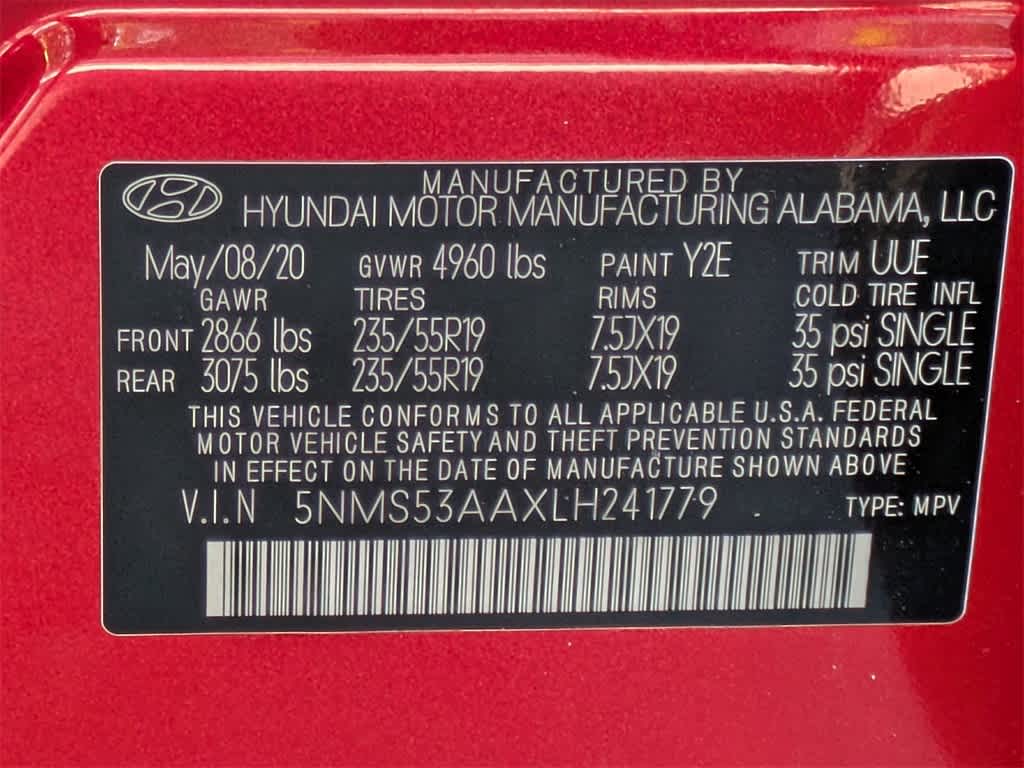 MANUFACTURED BY
HYUNDAI MOTOR MANUFACTURING ALABAMA, LLC
May/08/20 GVWR 4960 lbs PAINT Y2E TRIM UUE
GAWR TIRES RIMS COLD TIRE INFL
FRONT 2866 lbs 235/55R19 7.5JX19 35 psi SINGLE
REAR 3075 lbs 235/55R19 7.5JX19 35 psi SINGLE
THIS VEHICLE CONFORMS TO ALL APPLICABLE U.S.A. FEDERAL
MOTOR VEHICLE SAFETY AND THEFT PREVENTION STANDARDS
IN EFFECT ON THE DATE OF MANUFACTURE SHOWN ABOVE
V.I.N 5NMS53AAXLH241779 TYPE: MPV